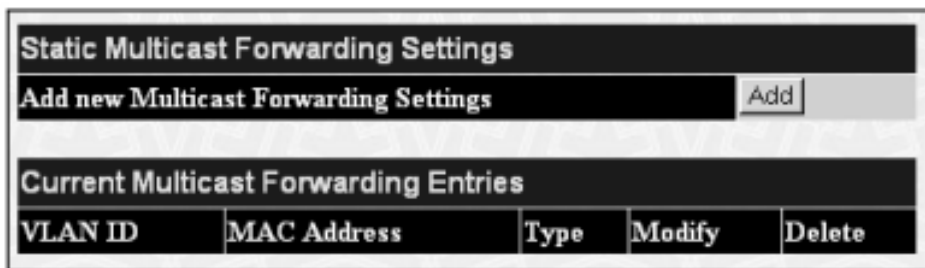 Static Multicast Forwarding Settings
Add new Multicast Forwarding Settings Add
Current Multicast Forwarding Entries
VLAN ID MAC Address Type Modify Delete